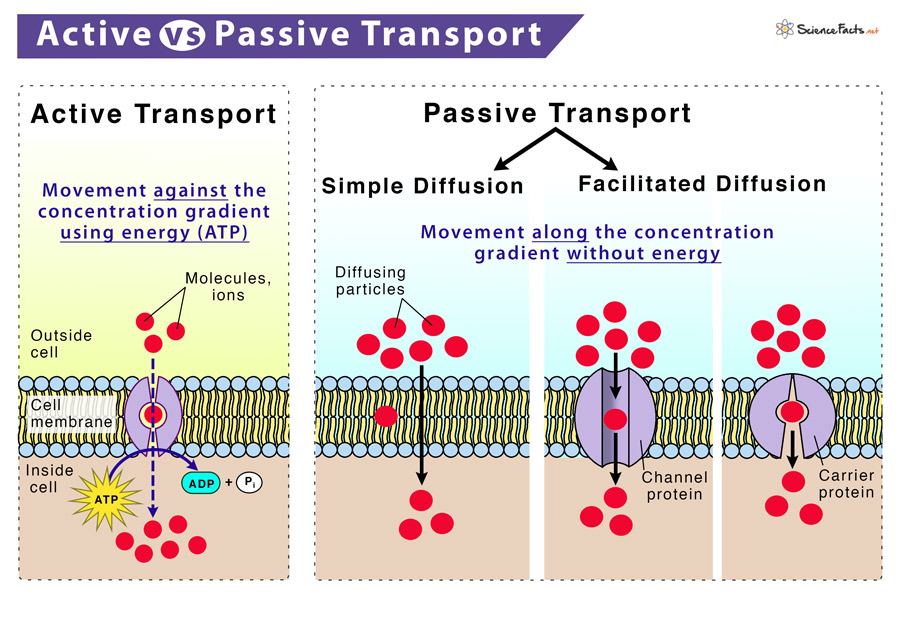 Active vs Passive Transport
ScienceFacts.net
Active Transport
Movement against the
concentration gradient
using energy (ATP)
Molecules,
ions
Outside
cell
Cell
membrane
Inside
cell
ATP
ADP + Pi
Passive Transport
Simple Diffusion
Facilitated Diffusion
Movement along the concentration
gradient without energy
Diffusing
particles
Channel
protein
Carrier
protein